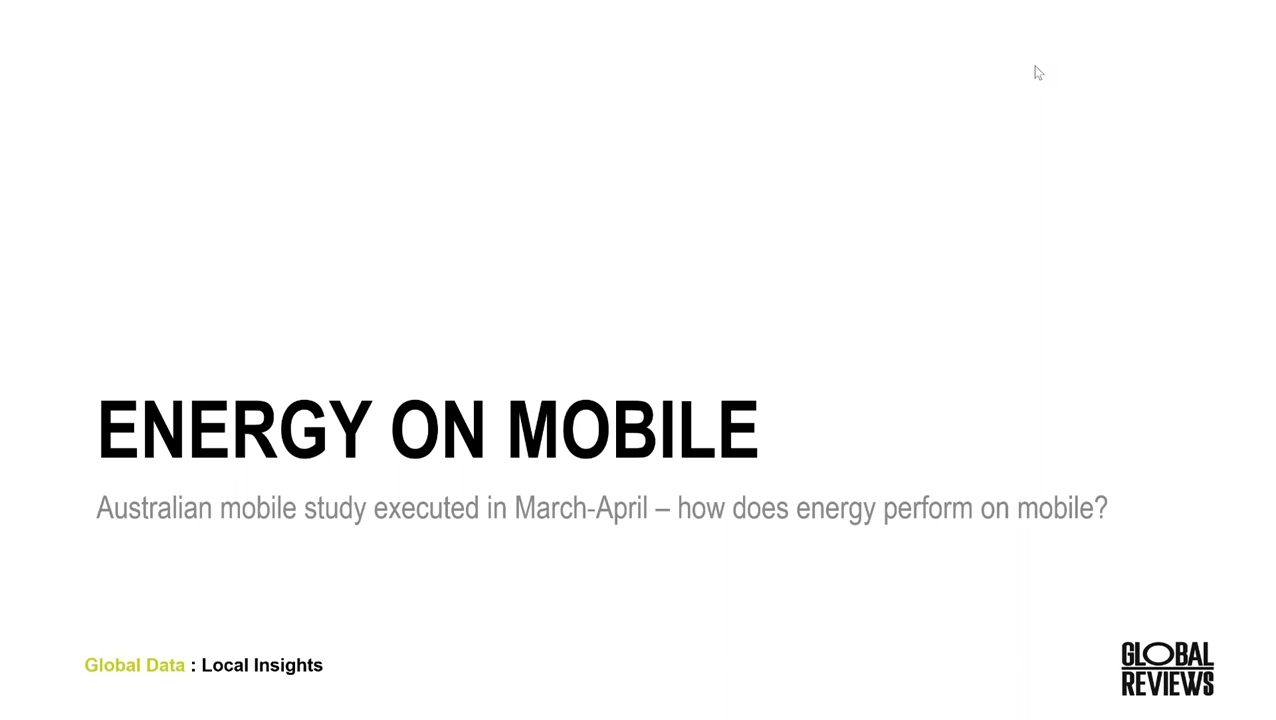 ENERGY ON MOBILE
Australian mobile study executed in March-April – how does energy perform on mobile?
Global Data : Local Insights
GLOBAL
REVIEWS